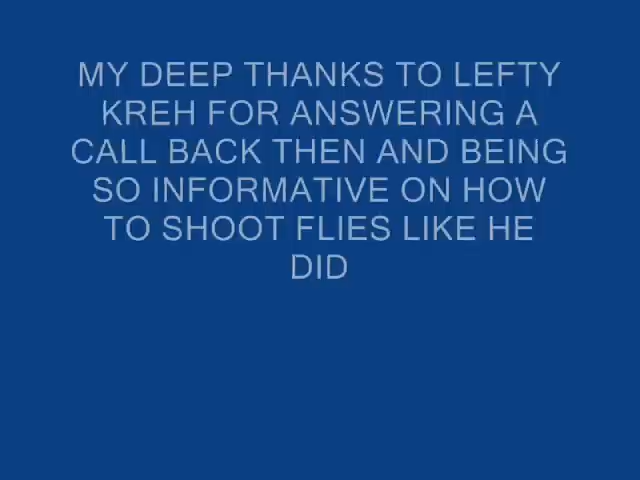 MY DEEP THANKS TO LEFTY
KREH FOR ANSWERING A
CALL BACK THEN AND BEING
SO INFORMATIVE ON HOW
TO SHOOT FLIES LIKE HE
DID